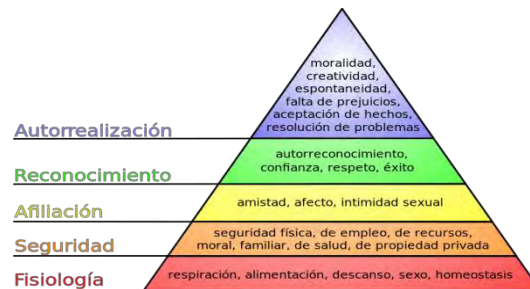 moralidad,
creatividad,
espontaneidad,
falta de prejuicios,
aceptación de hechos,
resolución de problemas
Autorrealización
autorreconocimiento,
confianza, respeto, éxito
Reconocimiento
amistad, afecto, intimidad sexual
Afiliación
seguridad física, de empleo, de recursos,
moral, familiar, de salud, de propiedad privada
Seguridad
respiración, alimentación, descanso, sexo, homeostasis
Fisiología